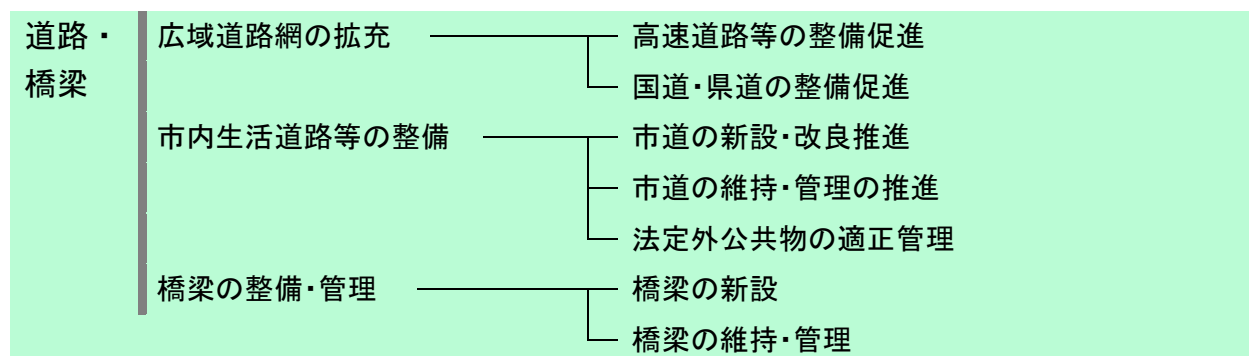 道路・
橋梁
広域道路網の拡充
高速道路等の整備促進
国道・県道の整備促進
市内生活道路等の整備
市道の新設・改良推進
市道の維持・管理の推進
法定外公共物の適正管理
橋梁の整備・管理
橋梁の新設
橋梁の維持・管理